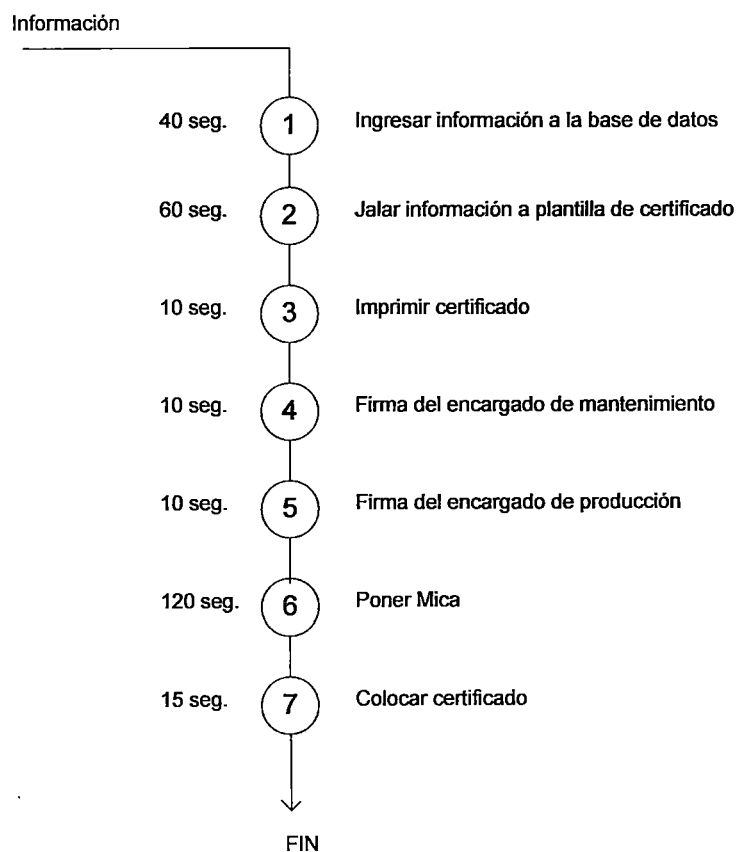 Información
40 seg. 1 Ingresar información a la base de datos
60 seg. 2 Jalar información a plantilla de certificado
10 seg. 3 Imprimir certificado
10 seg. 4 Firma del encargado de mantenimiento
10 seg. 5 Firma del encargado de producción
120 seg. 6 Poner Mica
15 seg. 7 Colocar certificado
FIN